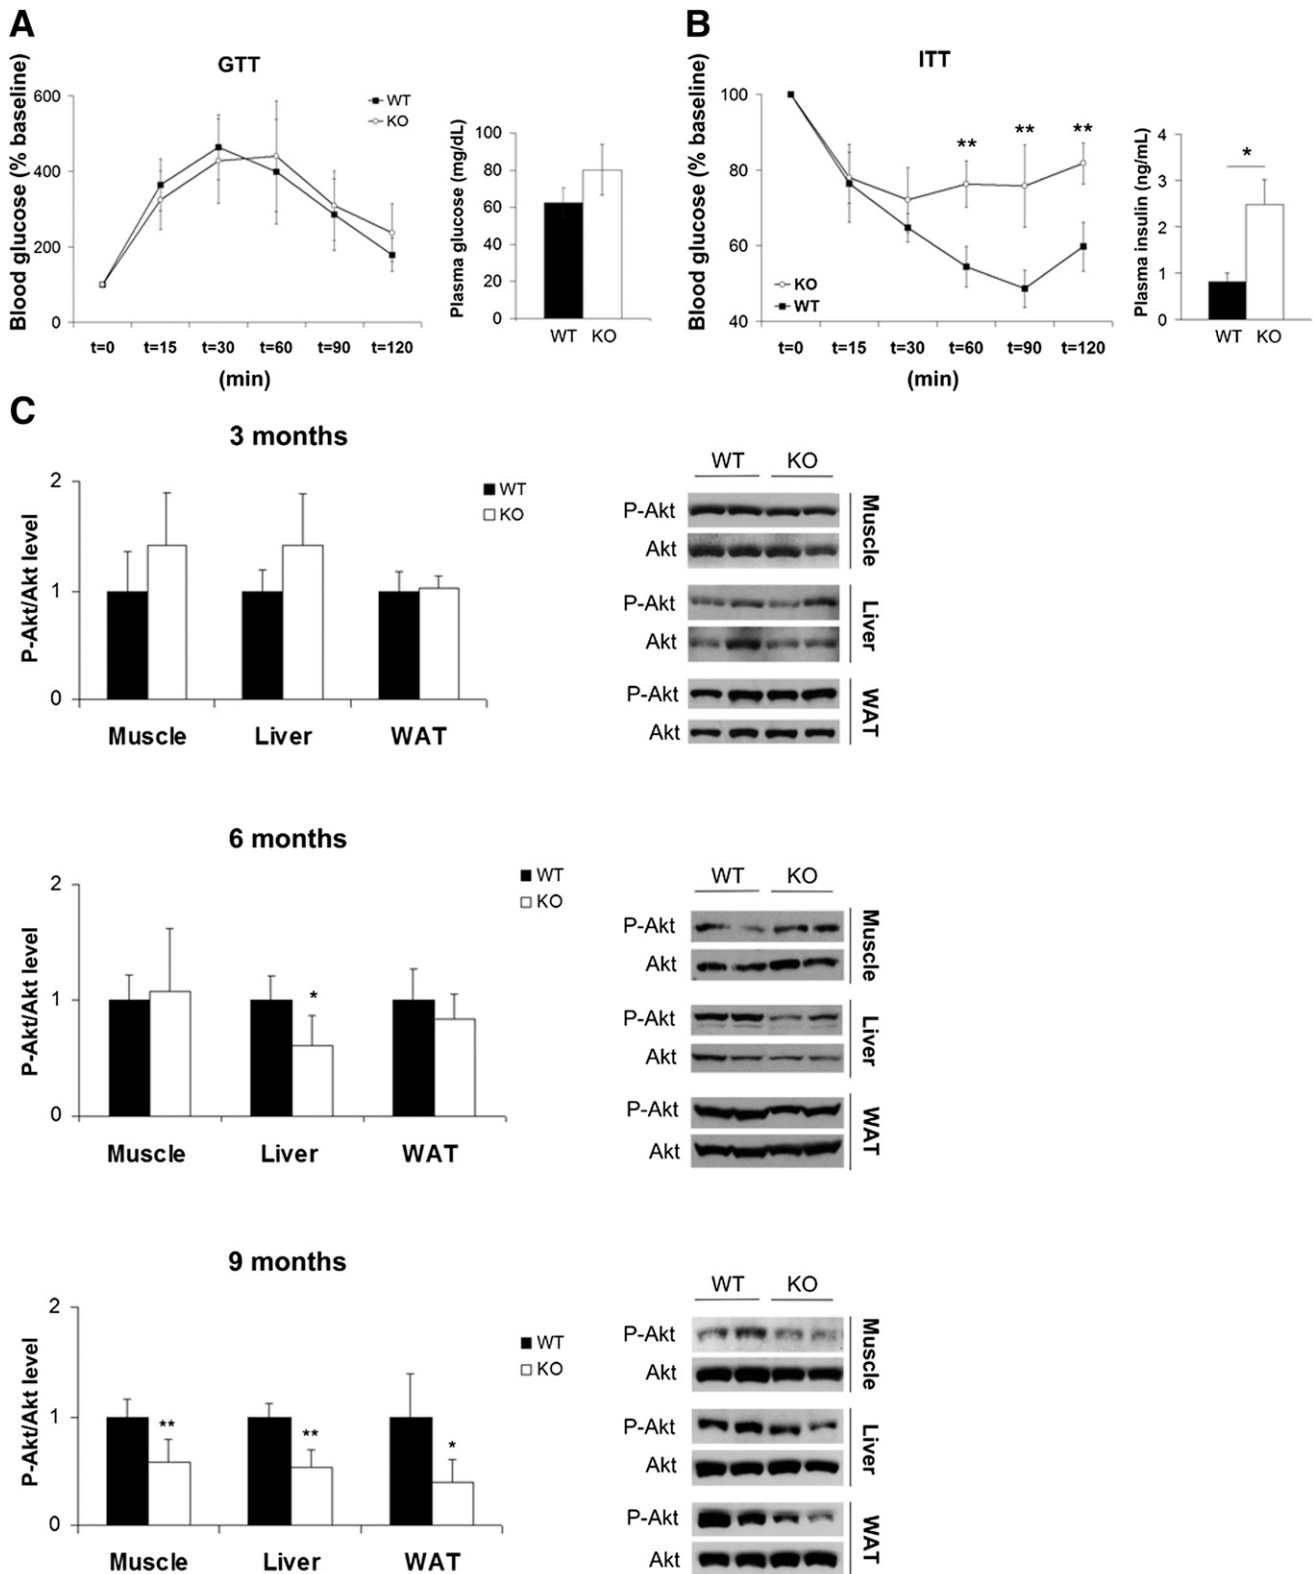 A
GTT
Blood glucose (% baseline)
600
400
200
0
WT
KO
t=0 t=15 t=30 t=60 t=90 t=120
(min)
Plasma glucose (mg/dL)
100
80
60
40
20
0
WT KO
B
ITT
Blood glucose (% baseline)
100
80
60
40
** ** **
KO
WT
t=0 t=15 t=30 t=60 t=90 t=120
(min)
Plasma insulin (ng/mL)
4
3
2
1
0
*
WT KO
C
3 months
P-Akt/Akt level
2
1
0
WT
KO
Muscle Liver WAT
WT KO
P-Akt
Akt
Muscle
P-Akt
Akt
Liver
P-Akt
Akt
WAT
6 months
P-Akt/Akt level
2
1
0
*
WT
KO
Muscle Liver WAT
WT KO
P-Akt
Akt
Muscle
P-Akt
Akt
Liver
P-Akt
Akt
WAT
9 months
P-Akt/Akt level
2
1
0
** ** *
WT
KO
Muscle Liver WAT
WT KO
P-Akt
Akt
Muscle
P-Akt
Akt
Liver
P-Akt
Akt
WAT